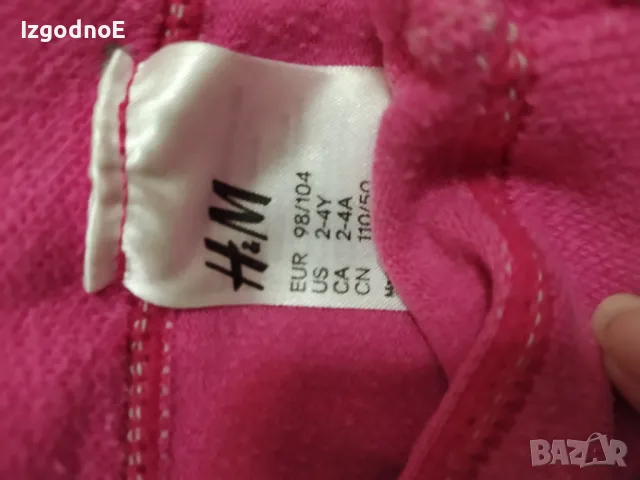 IzgodnoE
H&M
EUR 98/104
US 2-4Y
CA 2-4A
CN 110/50
BAZAR